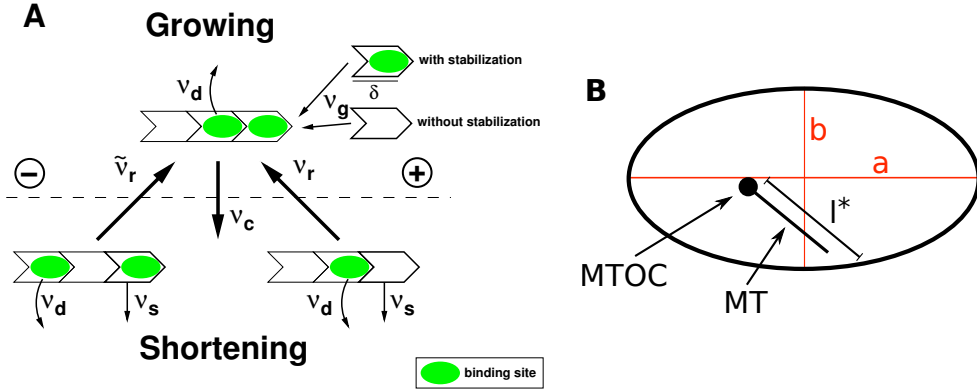 A
Growing
with stabilization
δ
ν_d
ν_g
without stabilization
B
b
a
−
ν̃_r
ν_r
+
ν_c
l*
MTOC
MT
ν_d
ν_s
ν_d
ν_s
Shortening
binding site